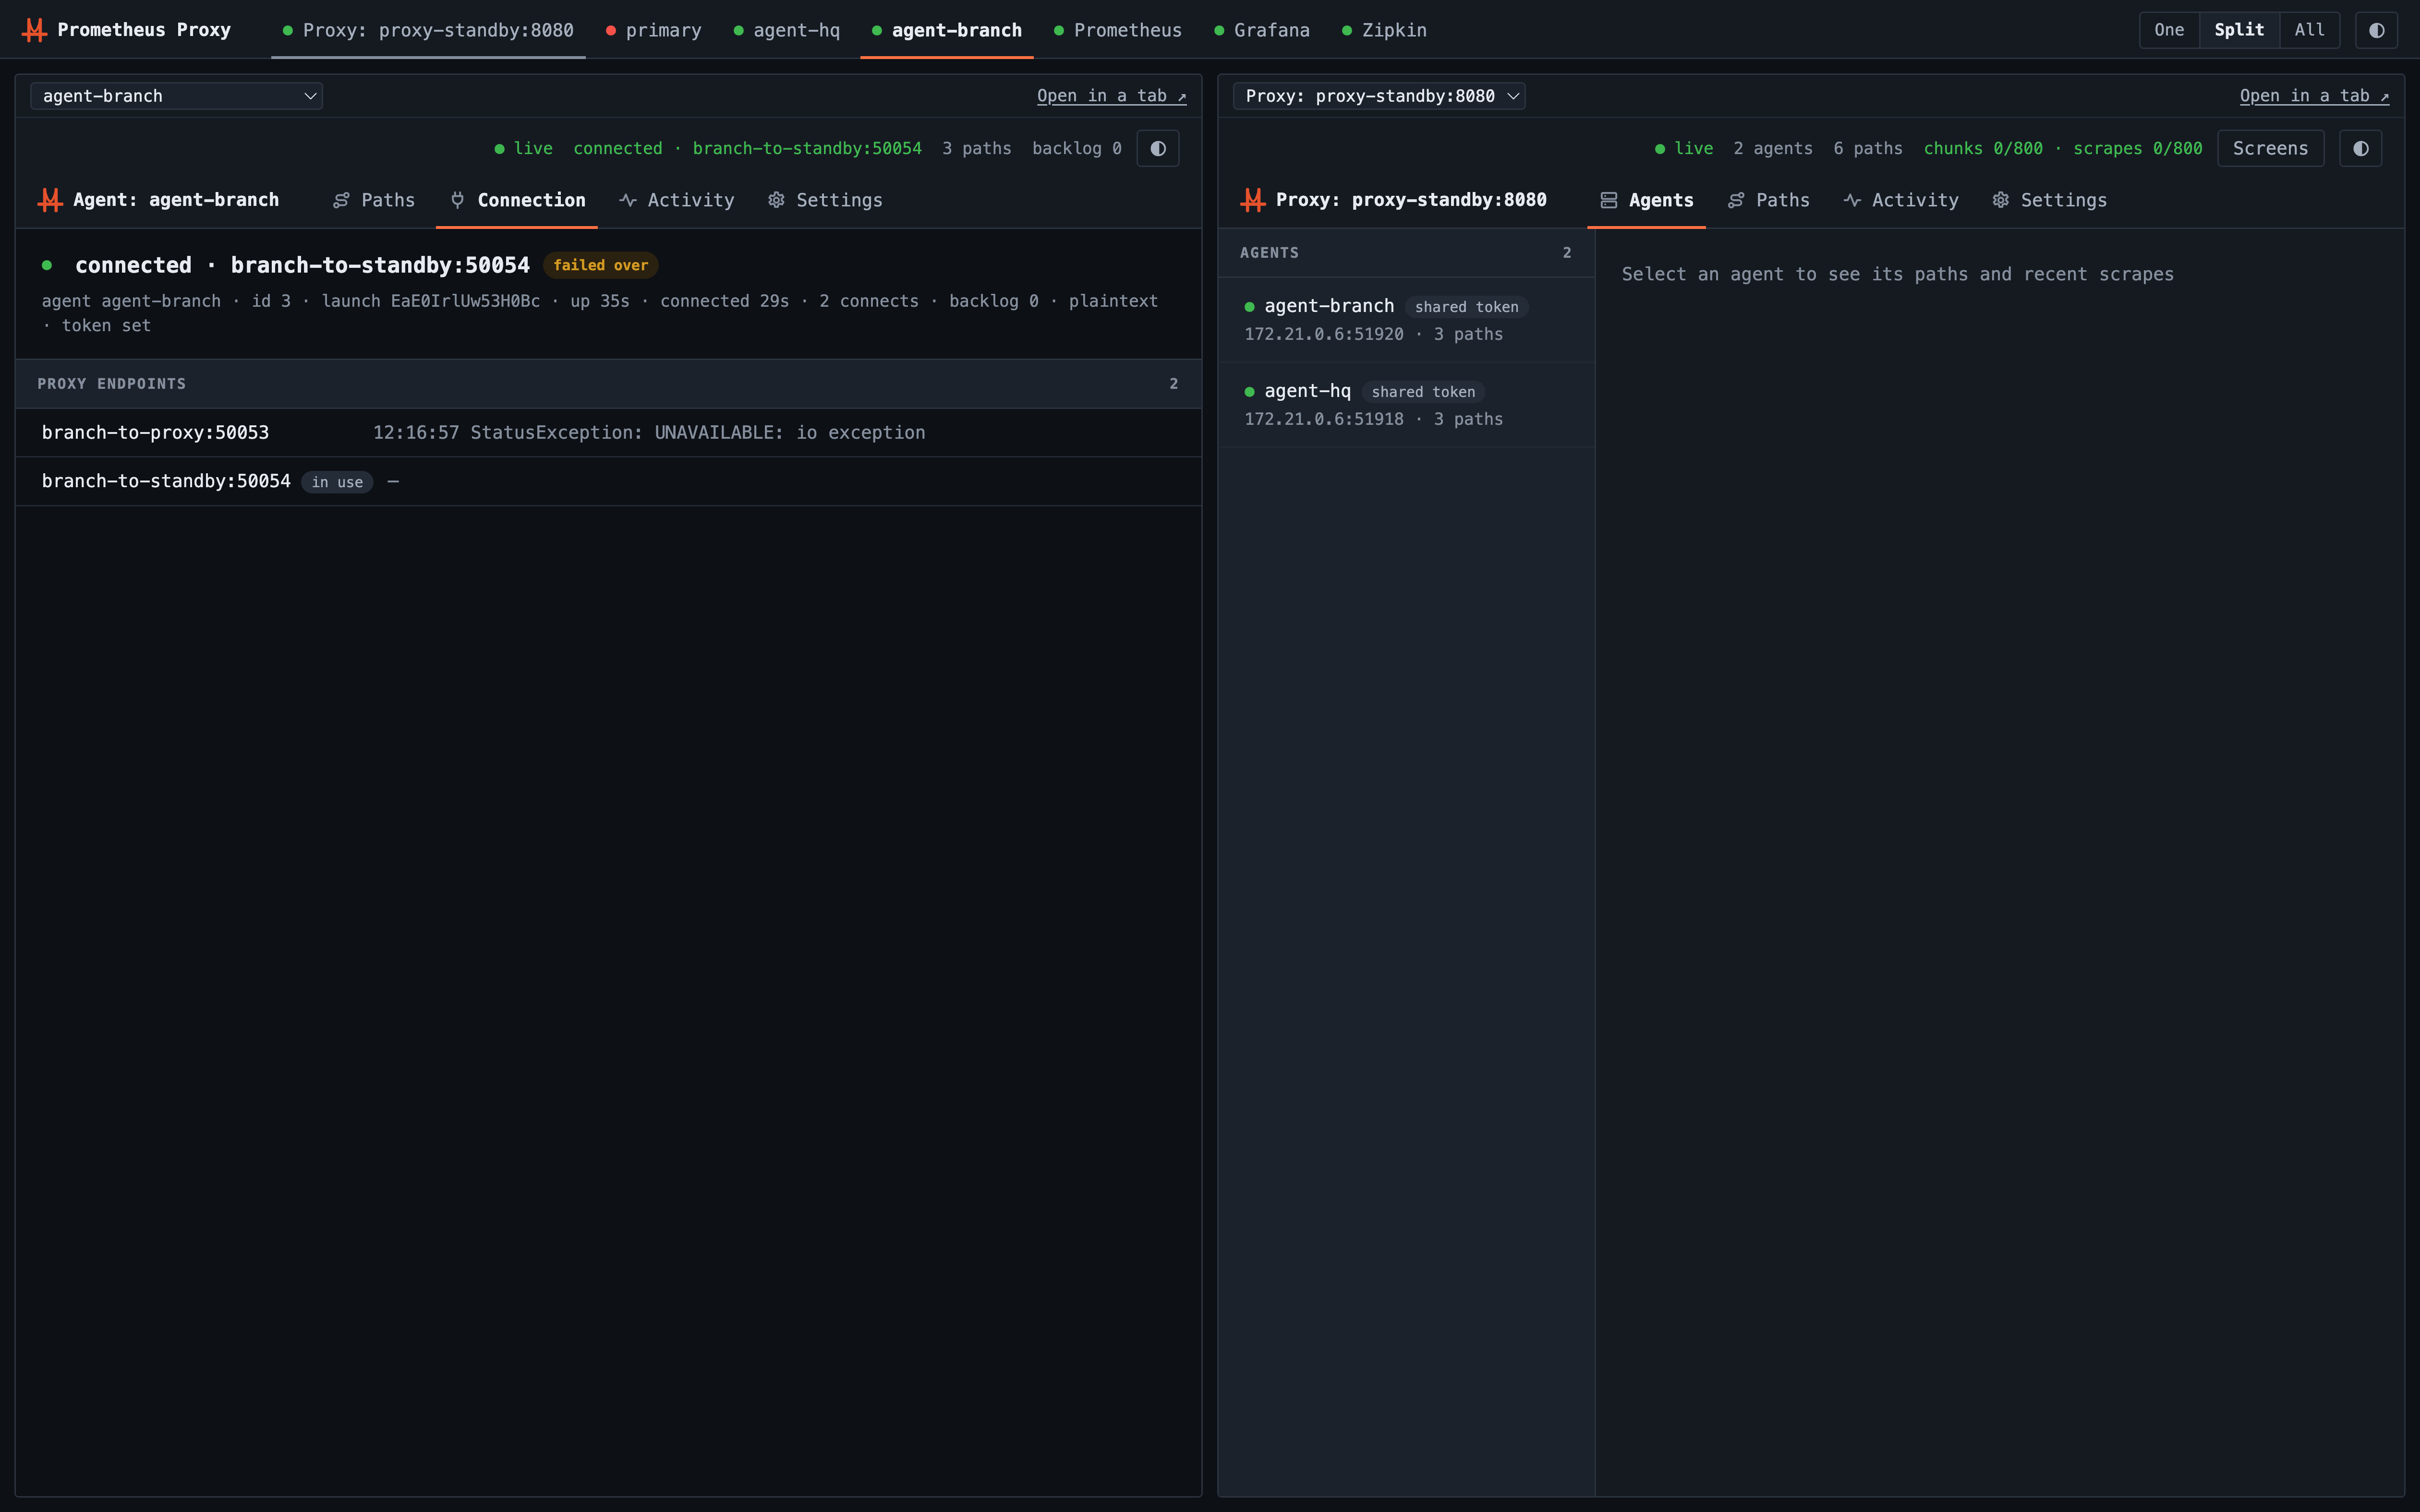 Prometheus Proxy Proxy: proxy-standby:8080 primary agent-hq agent-branch Prometheus Grafana Zipkin One Split All
agent-branch Open in a tab ↗
live connected · branch-to-standby:50054 3 paths backlog 0
Agent: agent-branch Paths Connection Activity Settings
connected · branch-to-standby:50054 failed over
agent agent-branch · id 3 · launch EaE0IrlUw53H0Bc · up 35s · connected 29s · 2 connects · backlog 0 · plaintext
· token set
PROXY ENDPOINTS 2
branch-to-proxy:50053 12:16:57 StatusException: UNAVAILABLE: io exception
branch-to-standby:50054 in use —
Proxy: proxy-standby:8080 Open in a tab ↗
live 2 agents 6 paths chunks 0/800 · scrapes 0/800 Screens
Proxy: proxy-standby:8080 Agents Paths Activity Settings
AGENTS 2
agent-branch shared token
172.21.0.6:51920 · 3 paths
agent-hq shared token
172.21.0.6:51918 · 3 paths
Select an agent to see its paths and recent scrapes